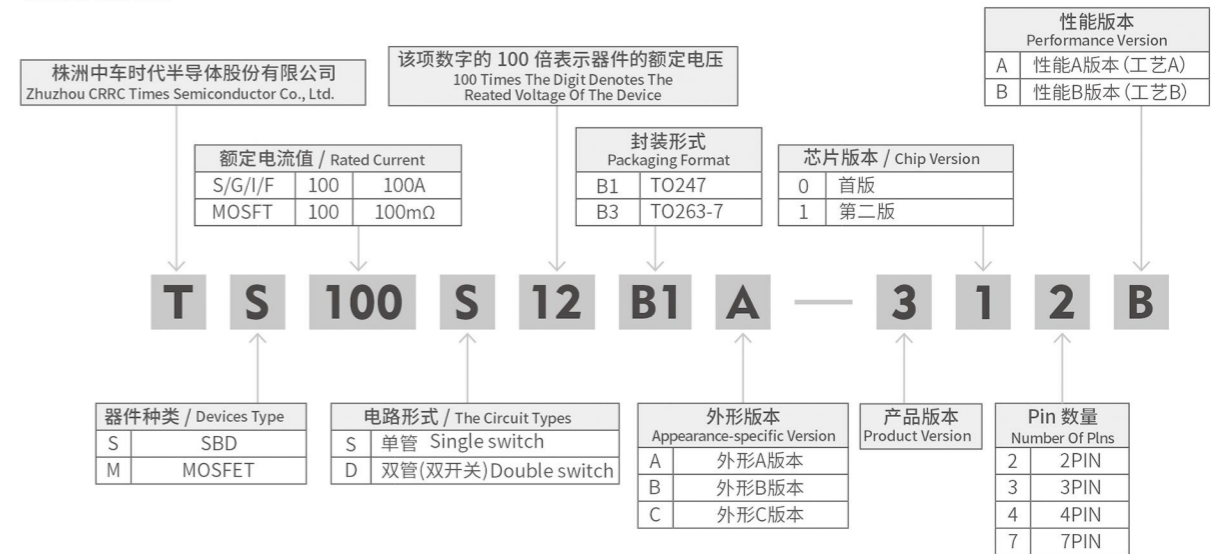 株洲中车时代半导体股份有限公司
Zhuzhou CRRC Times Semiconductor Co., Ltd.
该项数字的 100 倍表示器件的额定电压
100 Times The Digit Denotes The
Reated Voltage Of The Device
性能版本
Performance Version
A 性能A版本(工艺A)
B 性能B版本(工艺B)
额定电流值 / Rated Current
S/G/I/F 100 100A
MOSFT 100 100mΩ
封装形式
Packaging Format
B1 TO247
B3 TO263-7
芯片版本 / Chip Version
0 首版
1 第二版
T S 100 S 12 B1 A — 3 1 2 B
器件种类 / Devices Type
S SBD
M MOSFET
电路形式 / The Circuit Types
S 单管 Single switch
D 双管(双开关)Double switch
外形版本
Appearance-specific Version
A 外形A版本
B 外形B版本
C 外形C版本
产品版本
Product Version
Pin 数量
Number Of PIns
2 2PIN
3 3PIN
4 4PIN
7 7PIN